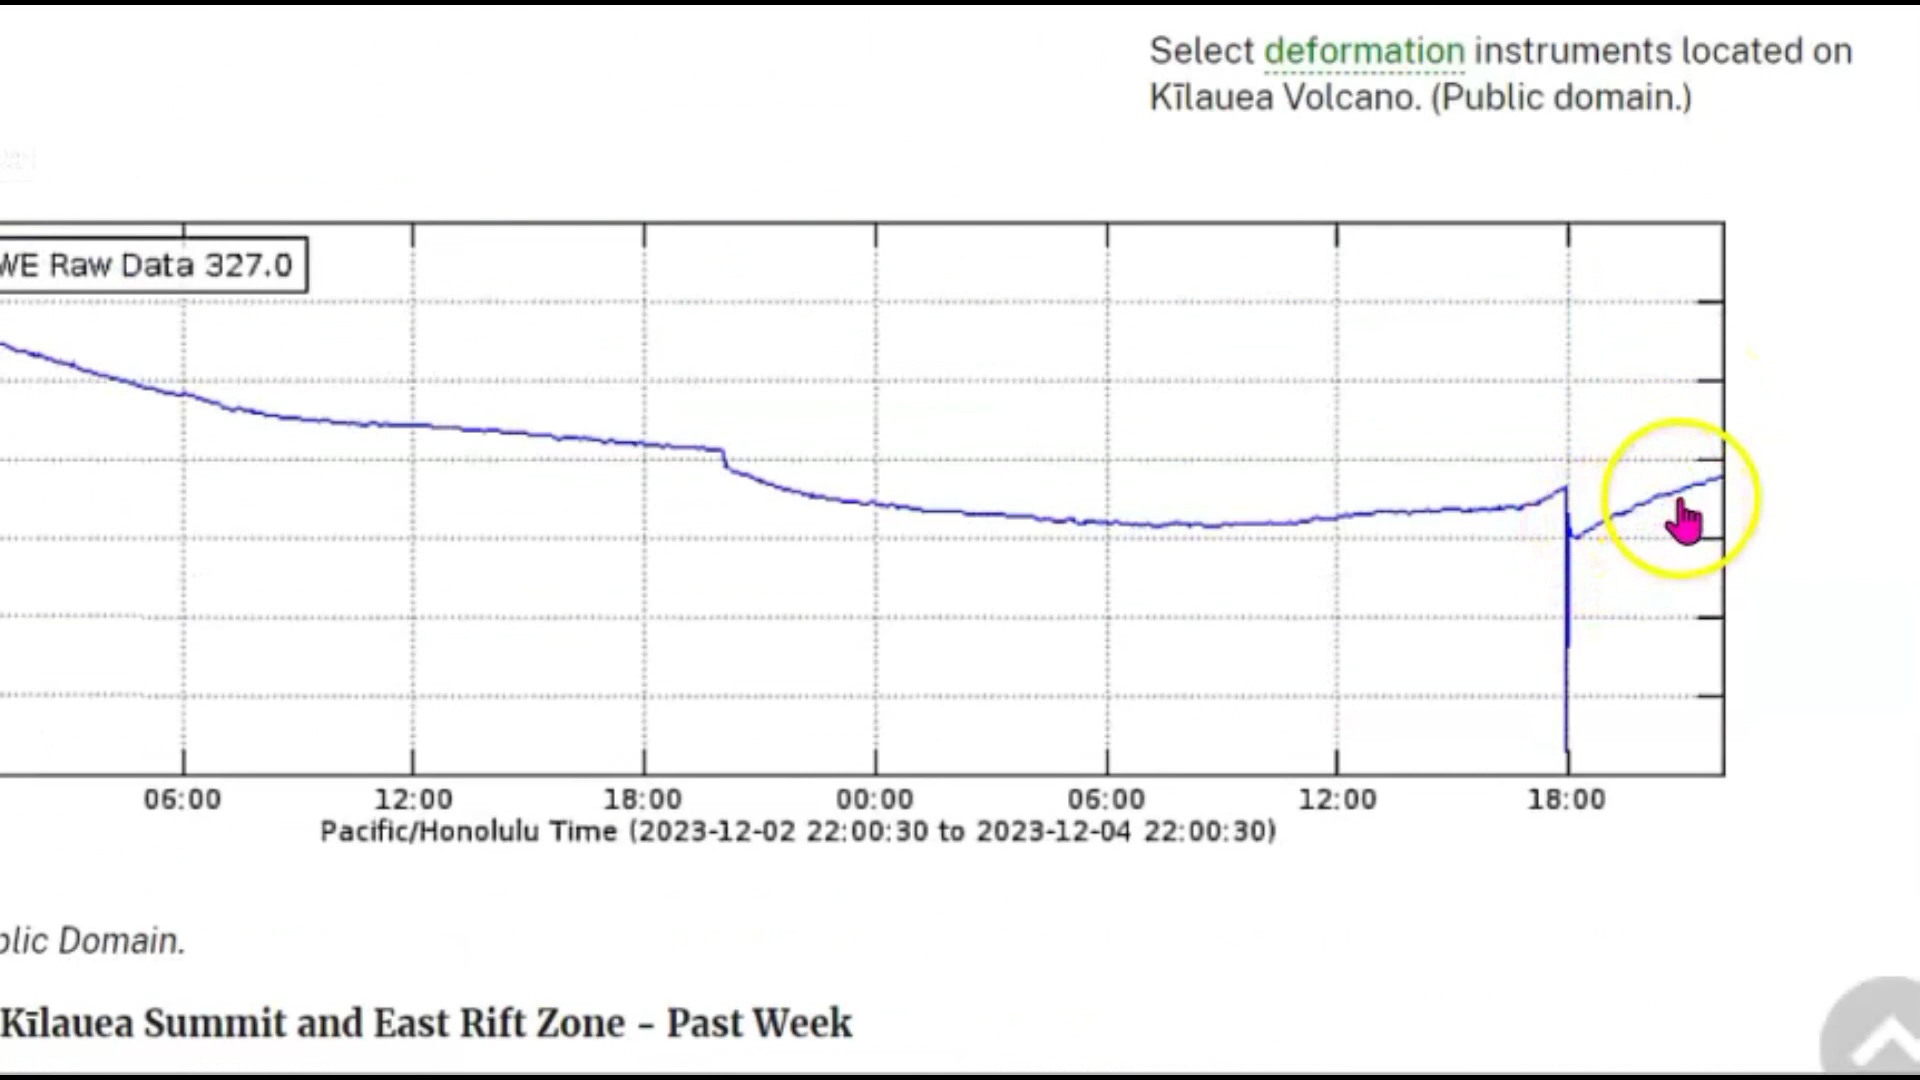 Select deformation instruments located on
Kīlauea Volcano. (Public domain.)
WE Raw Data 327.0
06:00 12:00 18:00 00:00 06:00 12:00 18:00
Pacific/Honolulu Time (2023-12-02 22:00:30 to 2023-12-04 22:00:30)
blic Domain.
Kīlauea Summit and East Rift Zone - Past Week